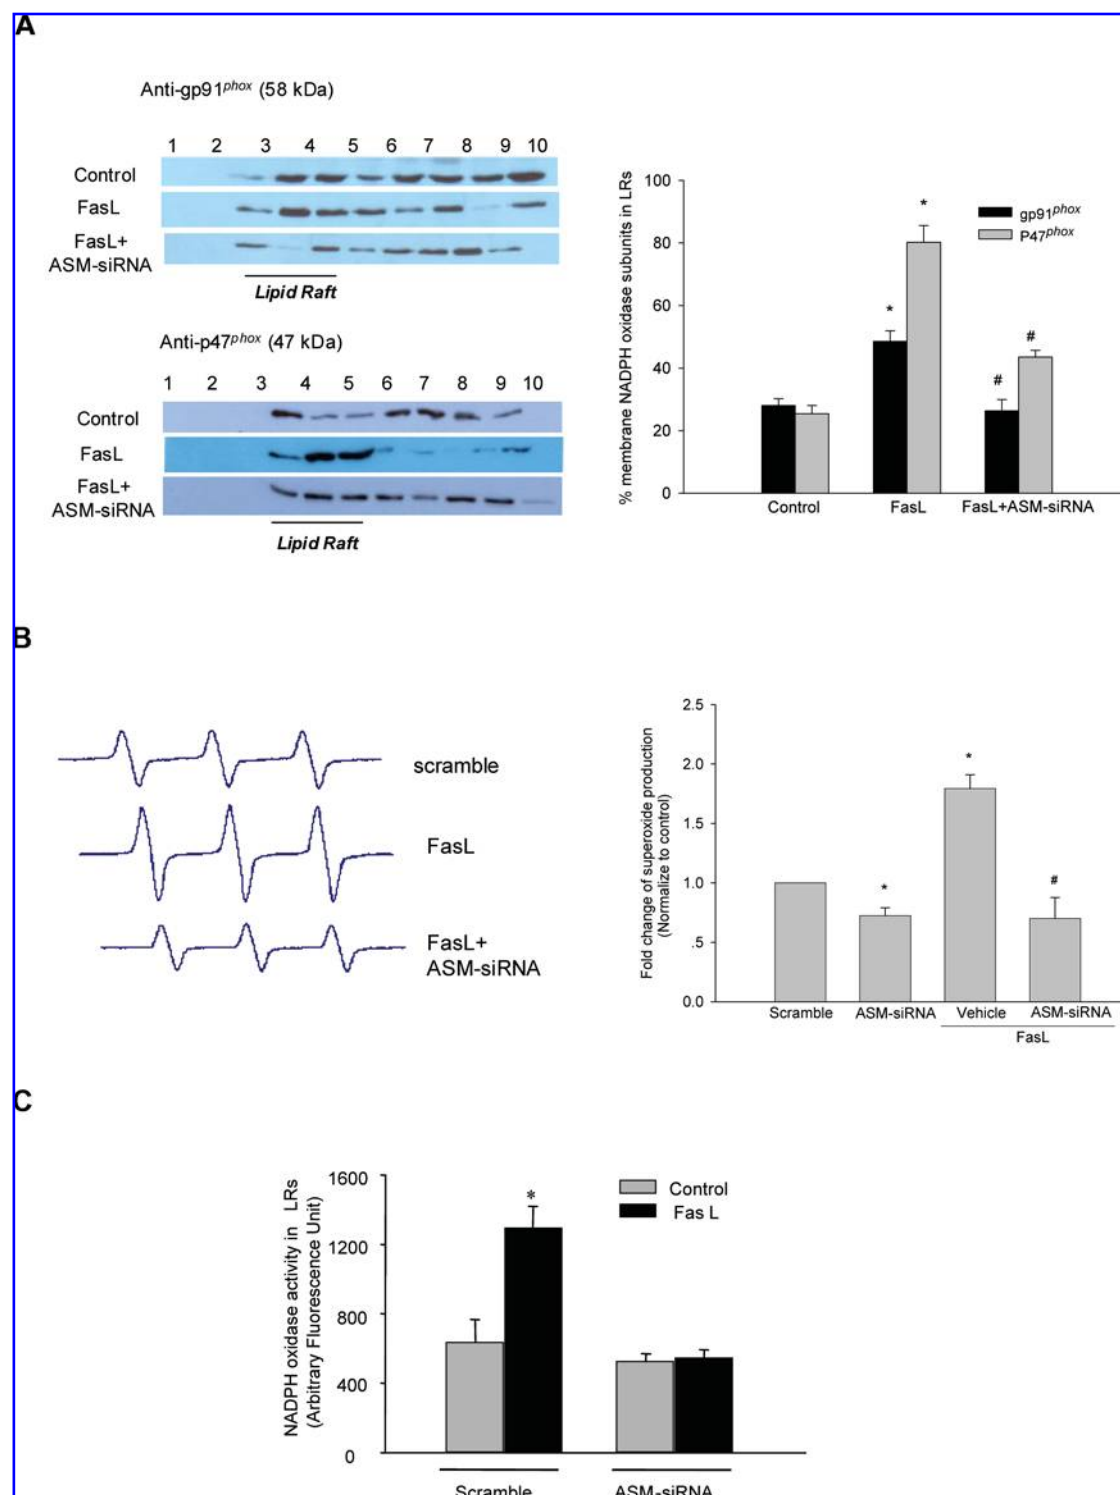 A
Anti-gp91phox (58 kDa)
1 2 3 4 5 6 7 8 9 10
Control
FasL
FasL+
ASM-siRNA
Lipid Raft
Anti-p47phox (47 kDa)
1 2 3 4 5 6 7 8 9 10
Control
FasL
FasL+
ASM-siRNA
Lipid Raft
% membrane NADPH oxidase subunits in LRs
100
80
60
40
20
0
gp91phox
P47phox
*
*
#
#
Control FasL FasL+ASM-siRNA
B
scramble
FasL
FasL+
ASM-siRNA
Fold change of superoxide production
(Normalize to control)
2.5
2.0
1.5
1.0
.5
0.0
*
*
#
Scramble ASM-siRNA Vehicle ASM-siRNA
FasL
C
NADPH oxidase activity in LRs
(Arbitrary Fluorescence Unit)
1600
1200
800
400
0
*
Control
Fas L
Scramble ASM-siRNA